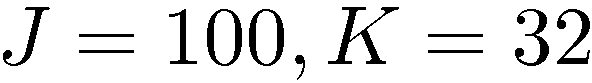 J = 100, K = 32